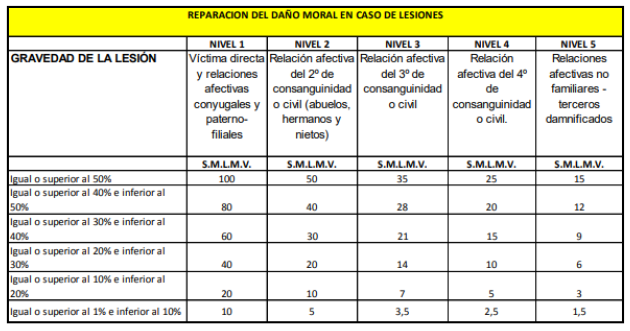 REPARACION DEL DAÑO MORAL EN CASO DE LESIONES
NIVEL 1 NIVEL 2 NIVEL 3 NIVEL 4 NIVEL 5
GRAVEDAD DE LA LESIÓN Víctima directa Relación afectiva Relación afectiva Relación Relaciones
y relaciones del 2º de del 3º de afectiva del 4º afectivas no
afectivas consanguinidad consanguinidad de familiares -
conyugales y o civil (abuelos, o civil consanguinidad terceros
paterno- hermanos y o civil. damnificados
filiales nietos)
S.M.L.M.V. S.M.L.M.V. S.M.L.M.V. S.M.L.M.V. S.M.L.M.V.
Igual o superior al 50% 100 50 35 25 15
Igual o superior al 40% e inferior al
50% 80 40 28 20 12
Igual o superior al 30% e inferior al
40% 60 30 21 15 9
Igual o superior al 20% e inferior al
30% 40 20 14 10 6
Igual o superior al 10% e inferior al
20% 20 10 7 5 3
Igual o superior al 1% e inferior al 10% 10 5 3,5 2,5 1,5